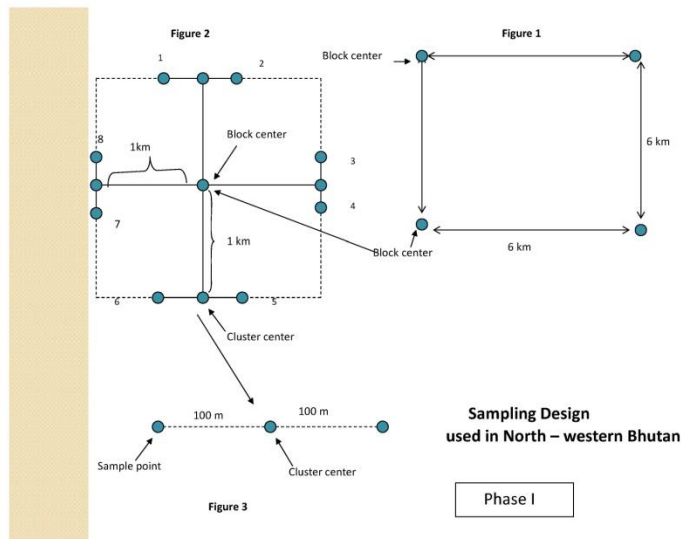 Figure 2
Figure 1
1
2
Block center
8
1km
Block center
3
6 km
4
7
1 km
Block center
6 km
6
5
Cluster center
100 m
100 m
Sampling Design
used in North – western Bhutan
Sample point
Cluster center
Phase I
Figure 3